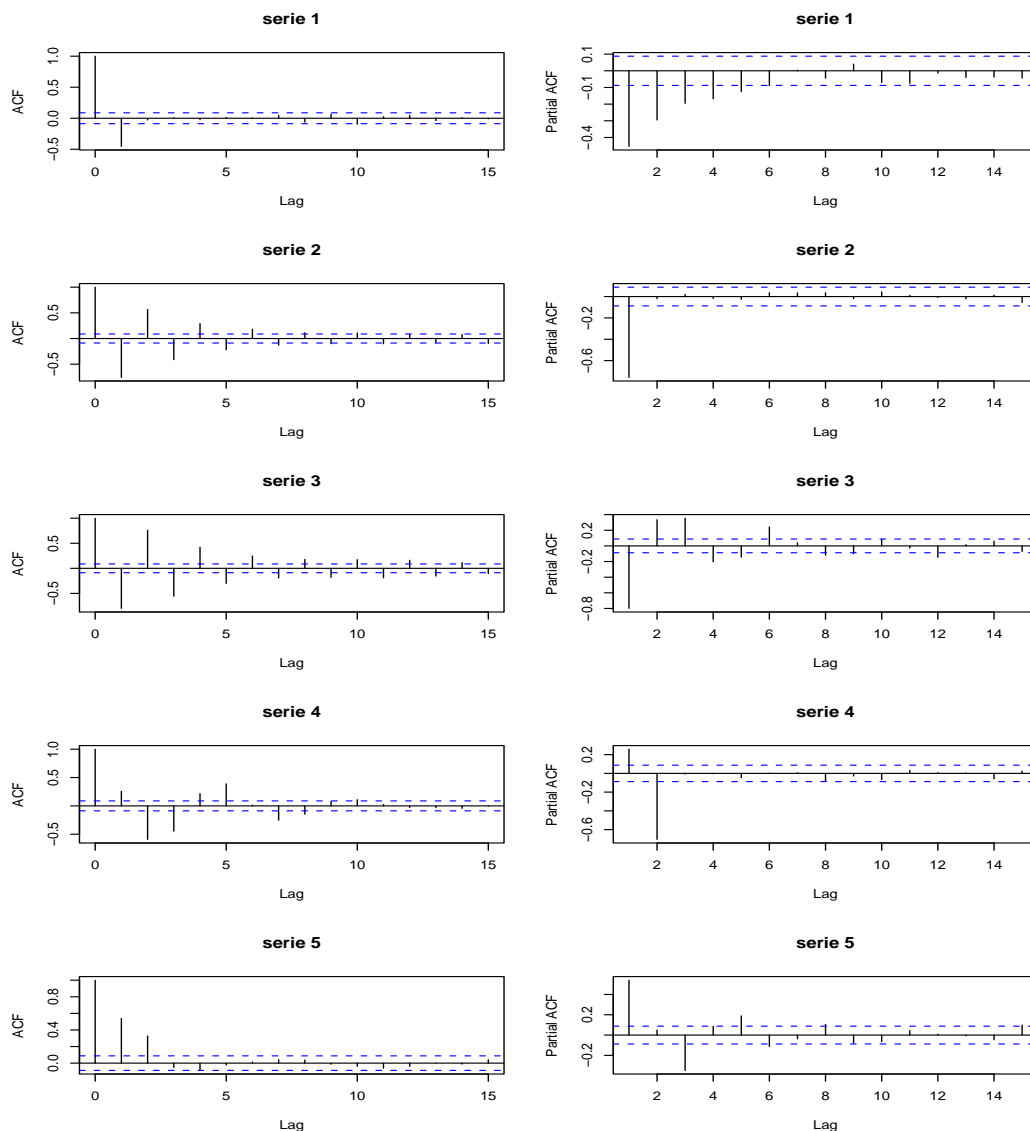 serie 1
ACF
1.0
0.5
0.0
−0.5
0 5 10 15
Lag
serie 1
Partial ACF
0.1
−0.1
−0.4
2 4 6 8 10 12 14
Lag
serie 2
ACF
0.5
−0.5
0 5 10 15
Lag
serie 2
Partial ACF
−0.2
−0.6
2 4 6 8 10 12 14
Lag
serie 3
ACF
0.5
−0.5
0 5 10 15
Lag
serie 3
Partial ACF
0.2
−0.2
−0.8
2 4 6 8 10 12 14
Lag
serie 4
ACF
1.0
0.5
−0.5
0 5 10 15
Lag
serie 4
Partial ACF
0.2
−0.2
−0.6
2 4 6 8 10 12 14
Lag
serie 5
ACF
0.8
0.4
0.0
0 5 10 15
Lag
serie 5
Partial ACF
0.2
−0.2
2 4 6 8 10 12 14
Lag